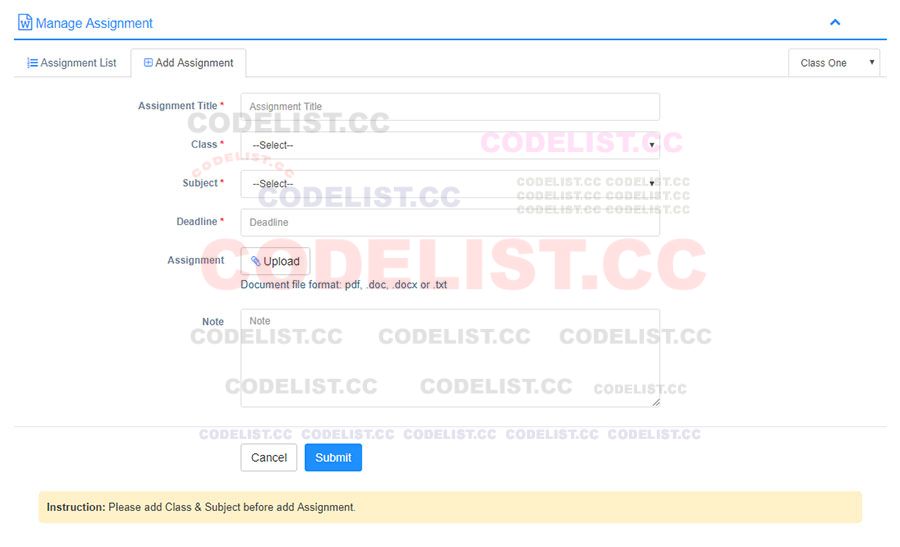 Manage Assignment
Assignment List
Add Assignment
Class One
Assignment Title * Assignment Title
CODELIST.CC
Class * --Select--
CODELIST.CC
CODELIST.CC
Subject * --Select--
CODELIST.CC CODELIST.CC
CODELIST.CC CODELIST.CC
CODELIST.CC CODELIST.CC
CODELIST.CC
Deadline * Deadline
Assignment Upload
CODELIST.CC
Document file format: pdf, .doc, .docx or .txt
Note Note
CODELIST.CC CODELIST.CC CODELIST.CC
CODELIST.CC CODELIST.CC CODELIST.CC
CODELIST.CC CODELIST.CC CODELIST.CC CODELIST.CC CODELIST.CC
Cancel Submit
Instruction: Please add Class & Subject before add Assignment.